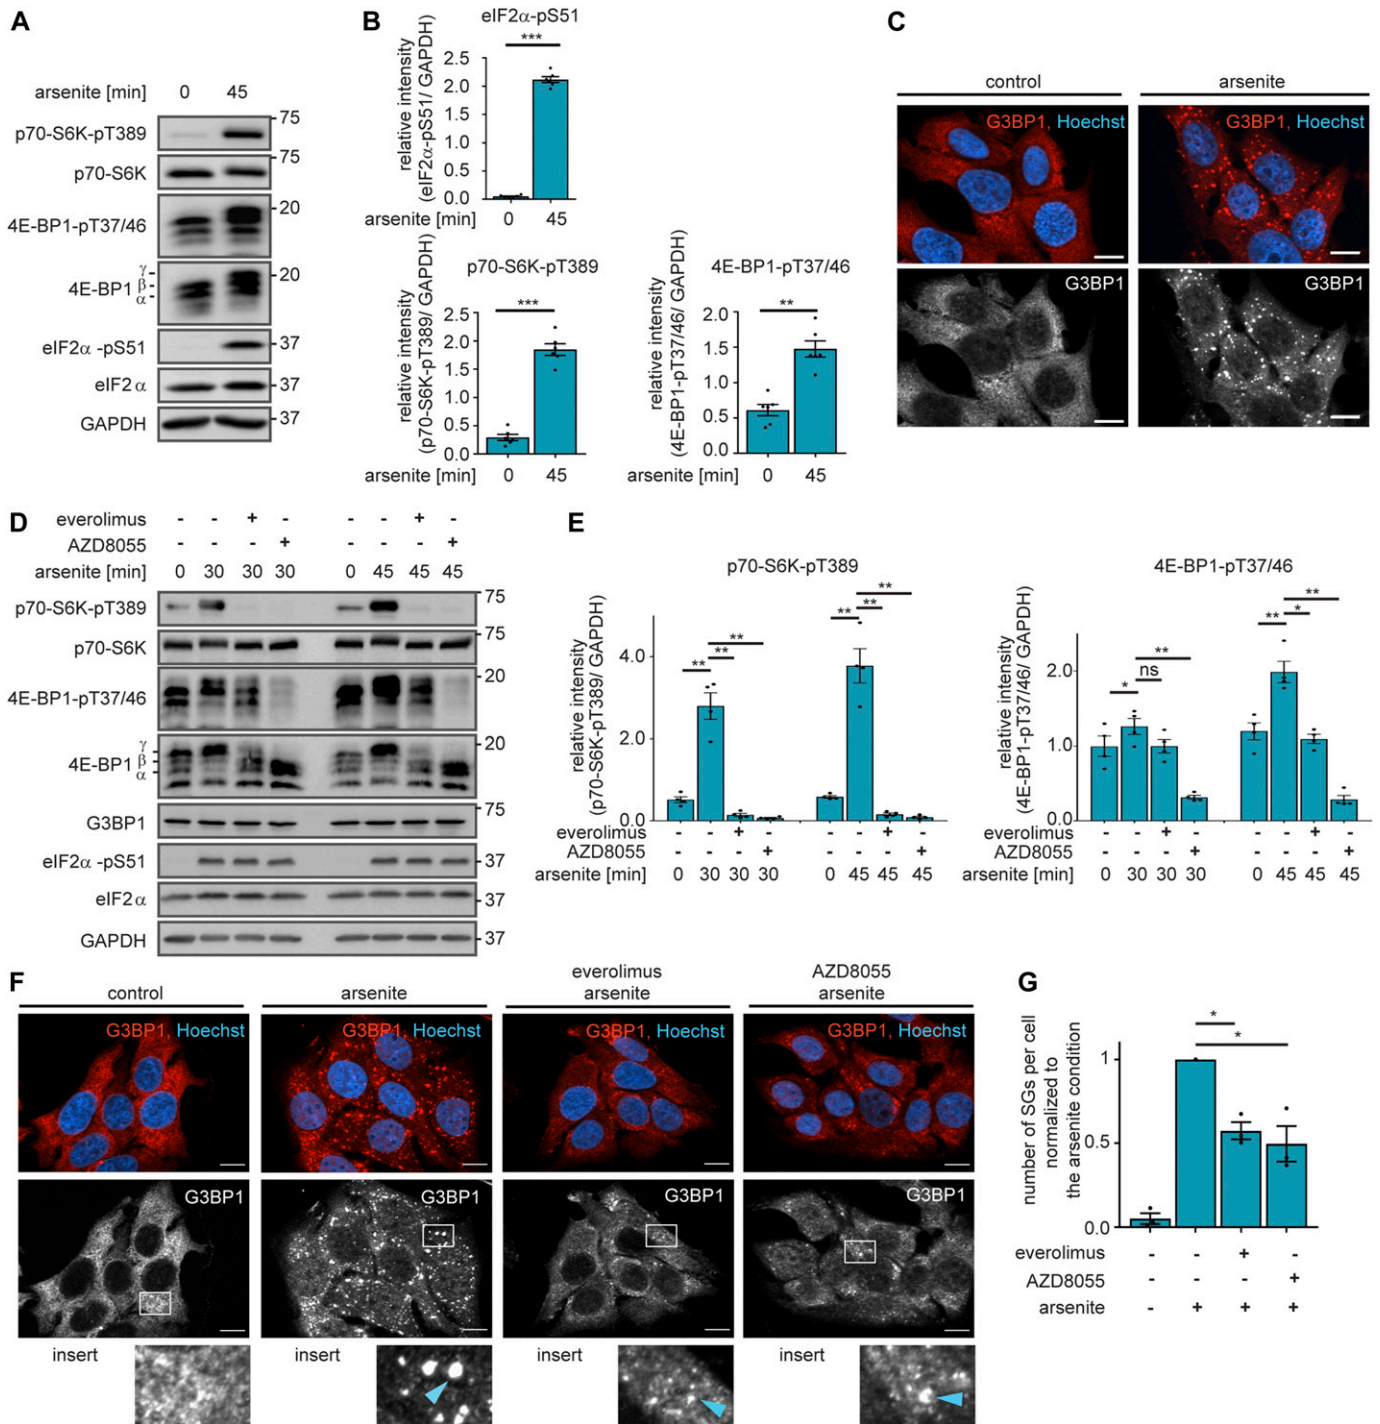 A
arsenite [min] 0 45
p70-S6K-pT389
75
p70-S6K
75
4E-BP1-pT37/46
20
4E-BP1
γ
β
α
20
eIF2α -pS51
37
eIF2α
37
GAPDH
37
B
eIF2α-pS51
***
relative intensity
(eIF2α-pS51/ GAPDH)
2.5
2.0
1.5
1.0
0.5
0.0
arsenite [min] 0 45
p70-S6K-pT389
***
relative intensity
(p70-S6K-pT389/ GAPDH)
2.5
2.0
1.5
1.0
0.5
0.0
arsenite [min] 0 45
4E-BP1-pT37/46
**
relative intensity
(4E-BP1-pT37/46/ GAPDH)
2.0
1.5
1.0
0.5
0.0
arsenite [min] 0 45
C
control arsenite
G3BP1, Hoechst G3BP1, Hoechst
G3BP1 G3BP1
D
everolimus - - + - - - + -
AZD8055 - - - + - - - +
arsenite [min] 0 30 30 30 0 45 45 45
p70-S6K-pT389
75
p70-S6K
75
4E-BP1-pT37/46
20
4E-BP1
γ
β
α
20
G3BP1
75
eIF2α -pS51
37
eIF2α
37
GAPDH
37
E
p70-S6K-pT389
relative intensity
(p70-S6K-pT389/ GAPDH)
4.0
2.0
0.0
** ** ** ** ** **
everolimus - - + - - - + -
AZD8055 - - - + - - - +
arsenite [min] 0 30 30 30 0 45 45 45
4E-BP1-pT37/46
relative intensity
(4E-BP1-pT37/46/ GAPDH)
2.0
1.0
0.0
* ns ** ** * **
everolimus - - + - - - + -
AZD8055 - - - + - - - +
arsenite [min] 0 30 30 30 0 45 45 45
F
control
arsenite
everolimus
arsenite
AZD8055
arsenite
G3BP1, Hoechst G3BP1, Hoechst G3BP1, Hoechst G3BP1, Hoechst
G3BP1 G3BP1 G3BP1 G3BP1
insert insert insert insert
G
number of SGs per cell
normalized to
the arsenite condition
*
*
1
0.5
0.0
everolimus - - + -
AZD8055 - - - +
arsenite - + + +